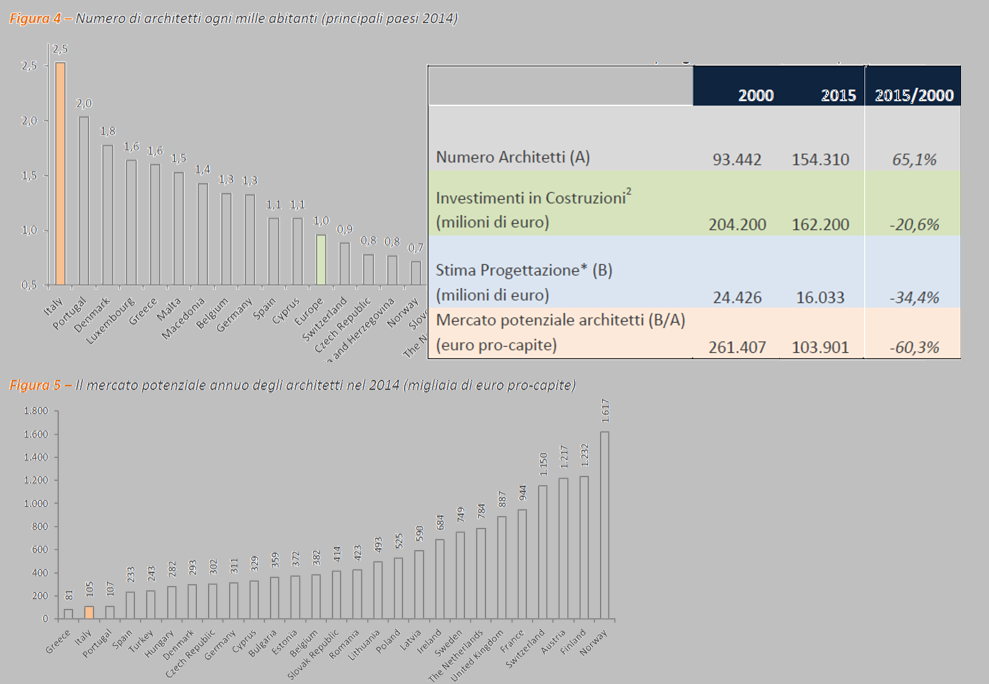 Figura 4 – Numero di architetti ogni mille abitanti (principali paesi 2014)
2,5
2,0
1,5
1,0
0,5
2,5
2,0
1,8
1,6
1,6
1,5
1,4
1,3
1,3
1,1
1,1
1,0
0,9
0,8
0,8
0,7
Italy
Portugal
Denmark
Luxembourg
Greece
Malta
Macedonia
Belgium
Germany
Spain
Cyprus
Europe
Switzerland
Czech Republic
a and Herzegovina
Norway
Slov
The N
2000 2015 2015/2000
Numero Architetti (A) 93.442 154.310 65,1%
Investimenti in Costruzioni²
(milioni di euro) 204.200 162.200 -20,6%
Stima Progettazione* (B)
(milioni di euro) 24.426 16.033 -34,4%
Mercato potenziale architetti (B/A)
(euro pro-capite) 261.407 103.901 -60,3%
Figura 5 – Il mercato potenziale annuo degli architetti nel 2014 (migliaia di euro pro-capite)
1.800
1.600
1.400
1.200
1.000
800
600
400
200
0
81
105
107
233
243
282
293
302
311
329
359
372
382
414
423
493
525
590
684
749
784
887
944
1.150
1.217
1.232
1.617
Greece
Italy
Portugal
Spain
Turkey
Hungary
Denmark
Czech Republic
Germany
Cyprus
Bulgaria
Estonia
Belgium
Slovak Republic
Romania
Lithuania
Poland
Latvia
Ireland
Sweden
The Netherlands
United Kingdom
France
Switzerland
Austria
Finland
Norway